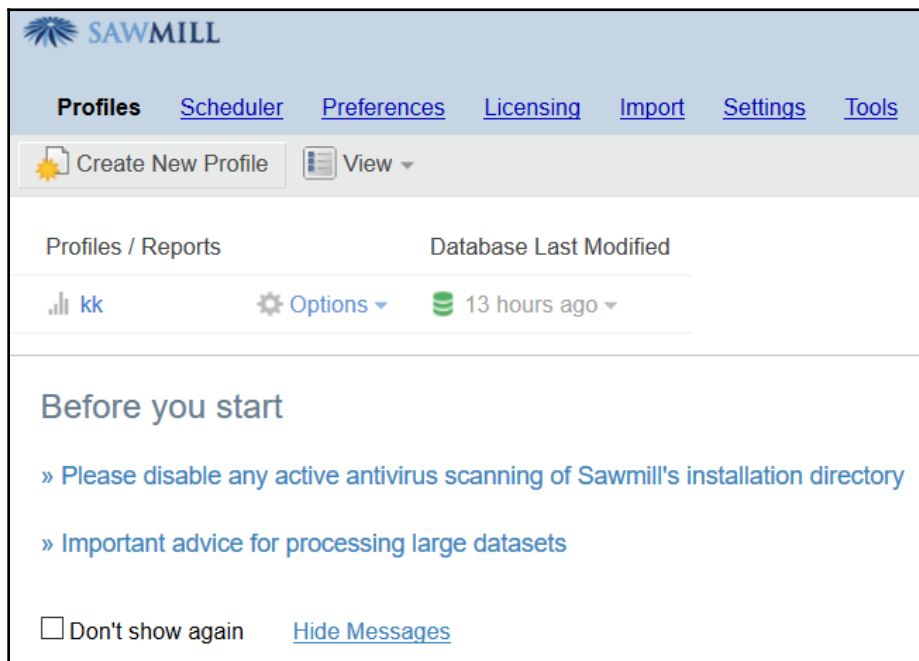 SAWMILL
Profiles Scheduler Preferences Licensing Import Settings Tools
Create New Profile View
Profiles / Reports Database Last Modified
kk Options 13 hours ago
Before you start
» Please disable any active antivirus scanning of Sawmill's installation directory
» Important advice for processing large datasets
Don't show again Hide Messages